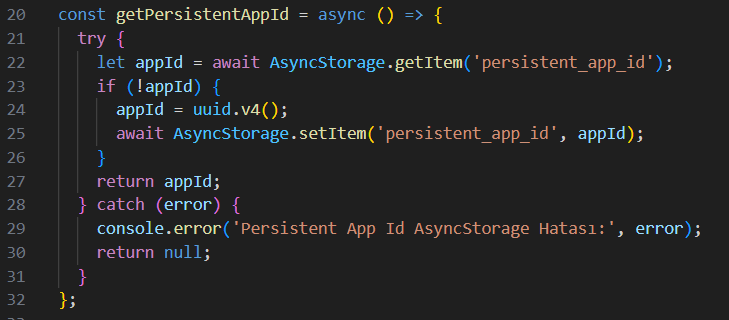 20 const getPersistentAppId = async () => {
21 try {
22 let appId = await AsyncStorage.getItem('persistent_app_id');
23 if (!appId) {
24 appId = uuid.v4();
25 await AsyncStorage.setItem('persistent_app_id', appId);
26 }
27 return appId;
28 } catch (error) {
29 console.error('Persistent App Id AsyncStorage Hatası:', error);
30 return null;
31 }
32 };